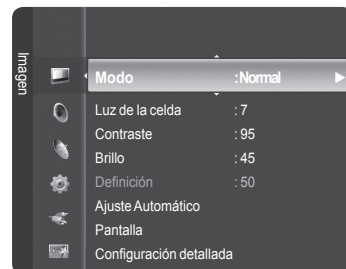 Imagen
Modo :Normal
Luz de la celda : 7
Contraste : 95
Brillo : 45
Definición : 50
Ajuste Automático
Pantalla
Configuración detallada